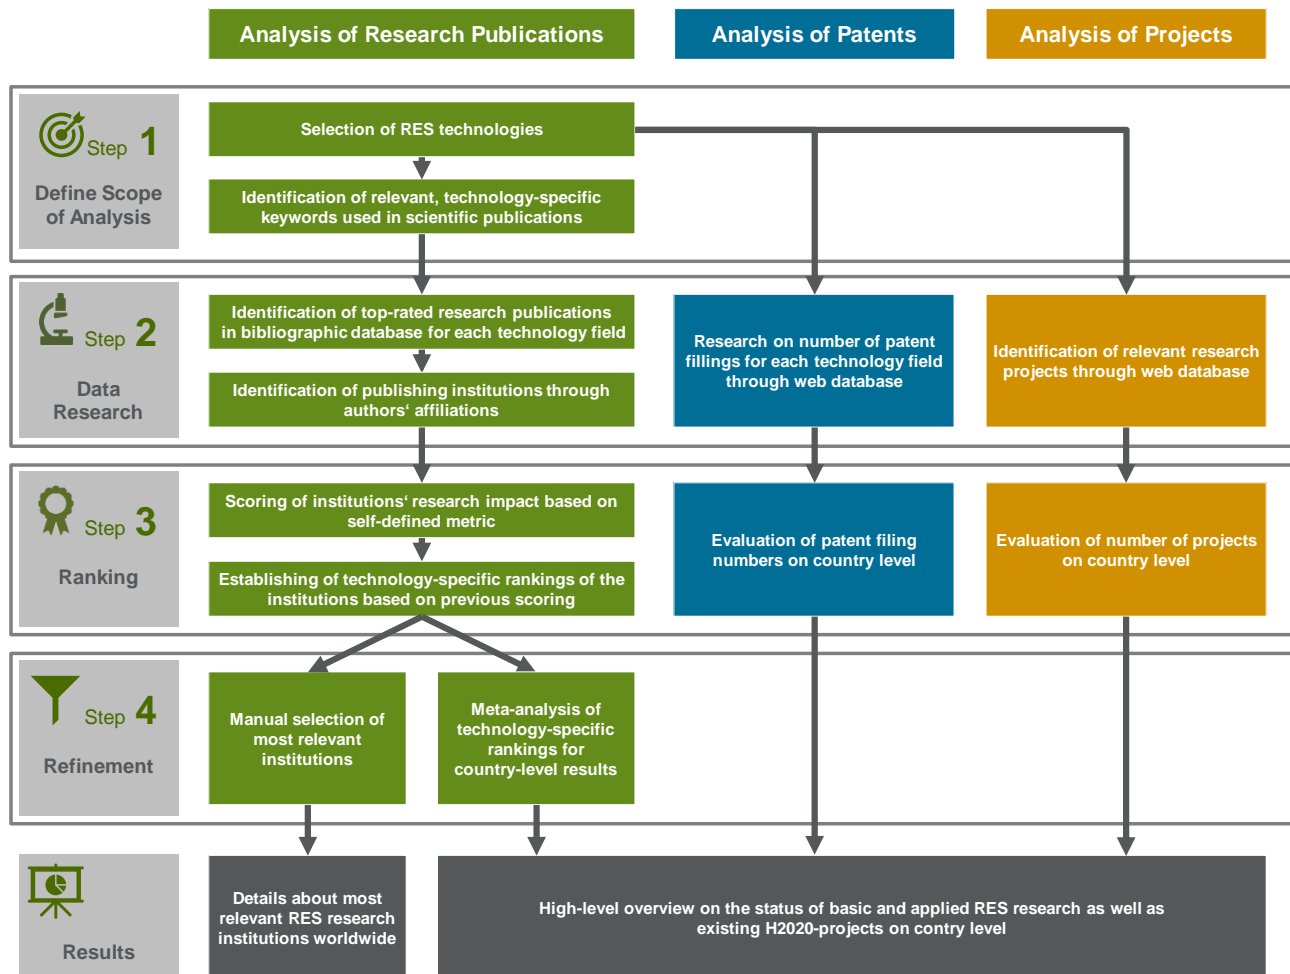 Analysis of Research Publications
Analysis of Patents
Analysis of Projects
Step 1
Define Scope
of Analysis
Selection of RES technologies
Identification of relevant, technology-specific
keywords used in scientific publications
Step 2
Data
Research
Identification of top-rated research publications
in bibliographic database for each technology field
Identification of publishing institutions through
authors‘ affiliations
Research on number of patent
fillings for each technology field
through web database
Identification of relevant research
projects through web database
Step 3
Ranking
Scoring of institutions‘ research impact based on
self-defined metric
Establishing of technology-specific rankings of the
institutions based on previous scoring
Evaluation of patent filing
numbers on country level
Evaluation of number of projects
on country level
Step 4
Refinement
Manual selection of
most relevant
institutions
Meta-analysis of
technology-specific
rankings for
country-level results
Results
Details about most
relevant RES research
institutions worldwide
High-level overview on the status of basic and applied RES research as well as
existing H2020-projects on contry level